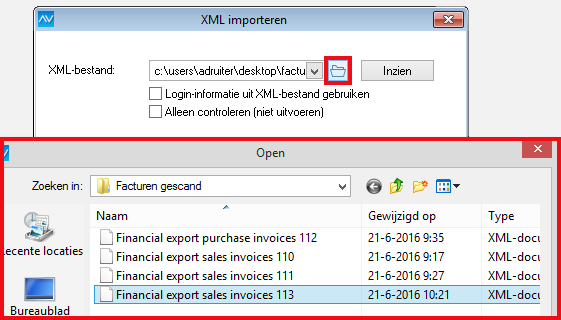 XML importeren
XML-bestand: c:\users\adruiter\desktop\factu Inzien
Login-informatie uit XML-bestand gebruiken
Alleen controleren (niet uitvoeren)
Open
Zoeken in: Facturen gescand
Naam Gewijzigd op Type
Financial export purchase invoices 112 21-6-2016 9:35 XML-docu
Financial export sales invoices 110 21-6-2016 9:17 XML-docu
Financial export sales invoices 111 21-6-2016 9:27 XML-docu
Financial export sales invoices 113 21-6-2016 10:21 XML-docu
Recente locaties
Bureaublad